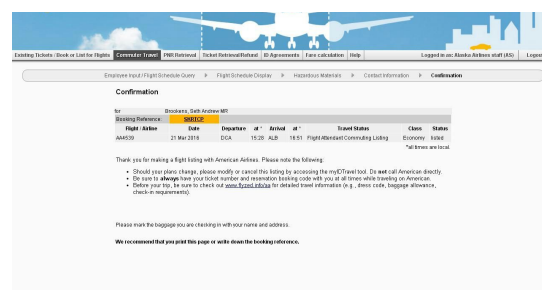 Existing Tickets / Book or List for Flights Commuter Travel PNR Retrieval Ticket Retrieval/Refund ID Agreements Fare calculation Help Logged in as: Alaska Airlines staff (AS) Logout
Employee Input / Flight Schedule Query Flight Schedule Display Hazardous Materials Contact Information Confirmation
Confirmation
for Brookens, Seth Andrew MR
Booking Reference: SKRTCP
Flight / Airline Date Departure at * Arrival at * Travel Status Class Status
AA4539 21 Mar 2016 DCA 15:28 ALB 16:51 Flight Attendant Commuting Listing Economy listed
*all times are local.
Thank you for making a flight listing with American Airlines. Please note the following:
• Should your plans change, please modify or cancel this listing by accessing the myIDTravel tool. Do not call American directly.
• Be sure to always have your ticket number and reservation booking code with you at all times while traveling on American.
• Before your trip, be sure to check out www.flyzed.info/aa for detailed travel information (e.g., dress code, baggage allowance,
check-in requirements).
Please mark the baggage you are checking in with your name and address.
We recommend that you print this page or write down the booking reference.